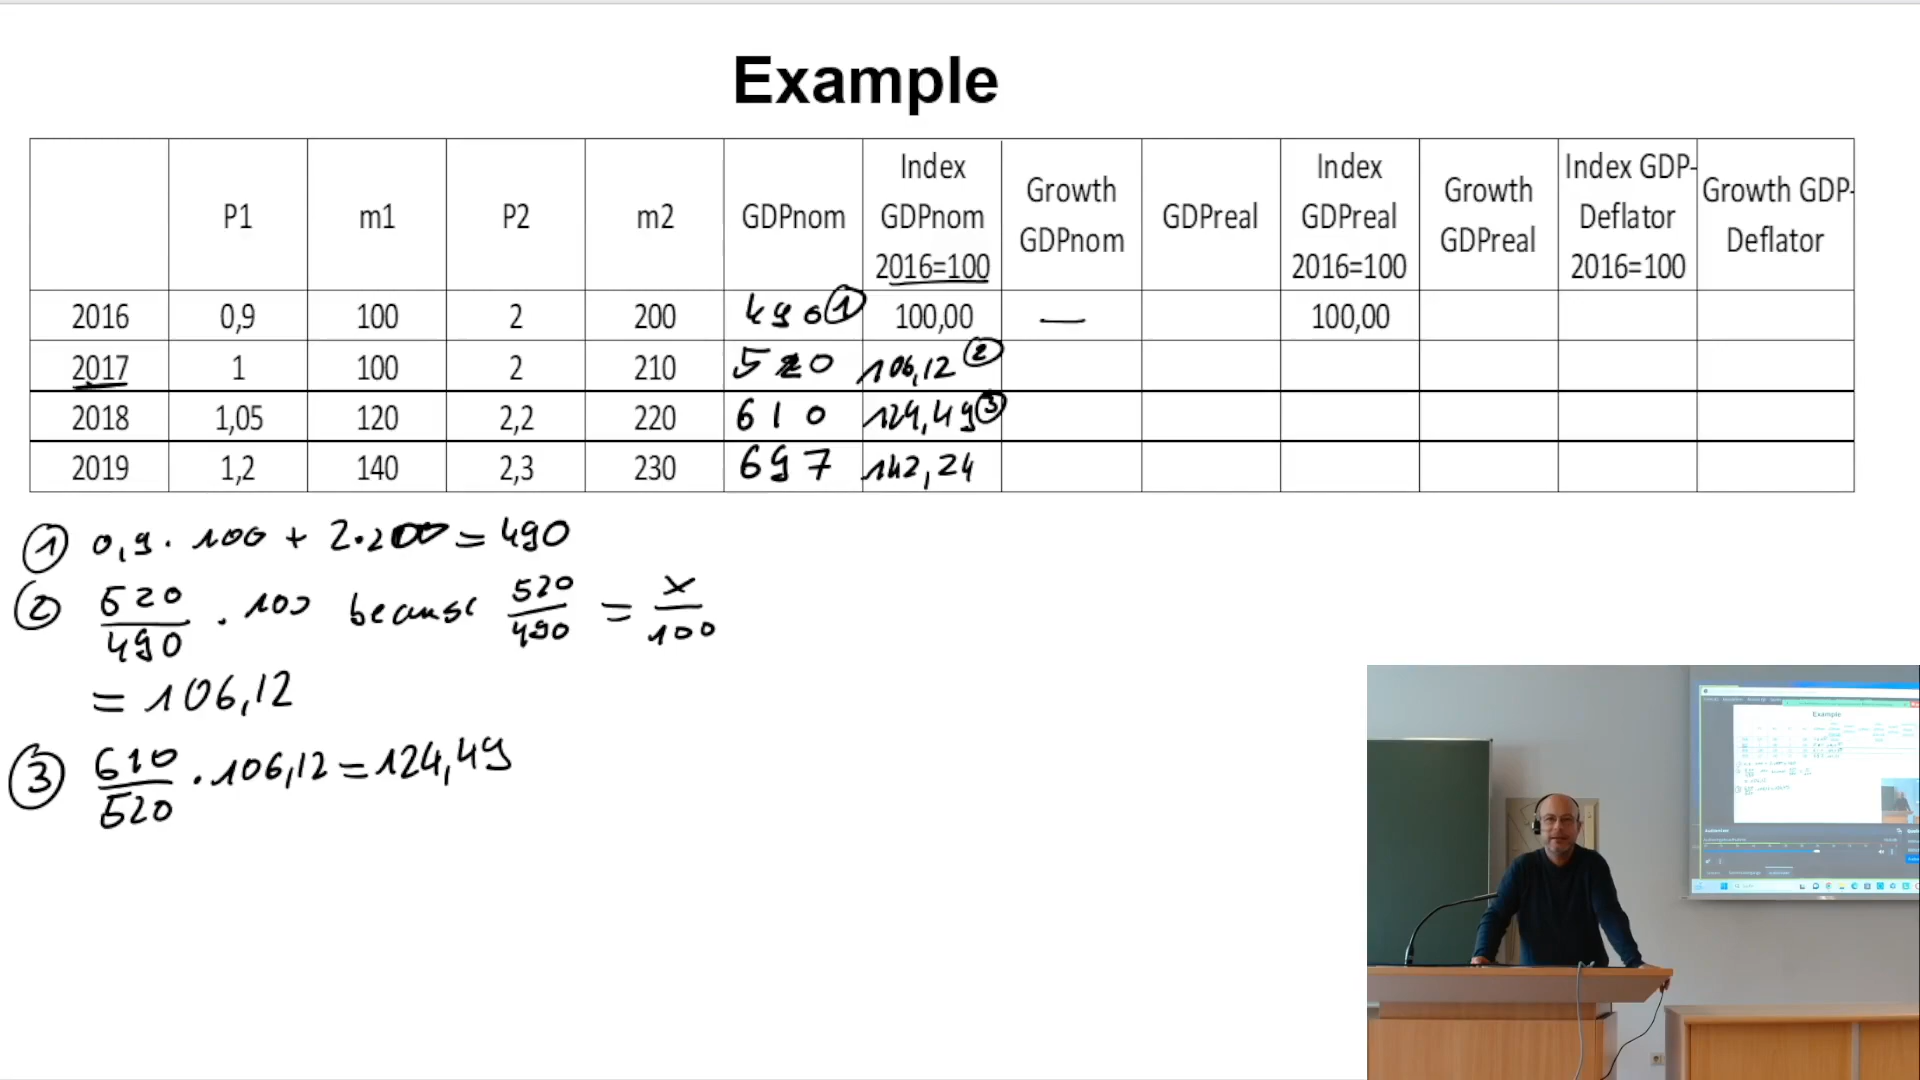 Example
P1 m1 P2 m2 GDPnom Index GDPnom 2016=100 Growth GDPnom GDPreal Index GDPreal 2016=100 Growth GDPreal Index GDP-Deflator 2016=100 Growth GDP-Deflator
2016 0,9 100 2 200 490 ① 100,00 — 100,00
2017 1 100 2 210 520 106,12 ②
2018 1,05 120 2,2 220 610 124,49 ③
2019 1,2 140 2,3 230 697 142,24
① 0,9 · 100 + 2 · 200 = 490
② 520/490 · 100 because 520/490 = x/100
= 106,12
③ 610/520 · 106,12 = 124,49
Example